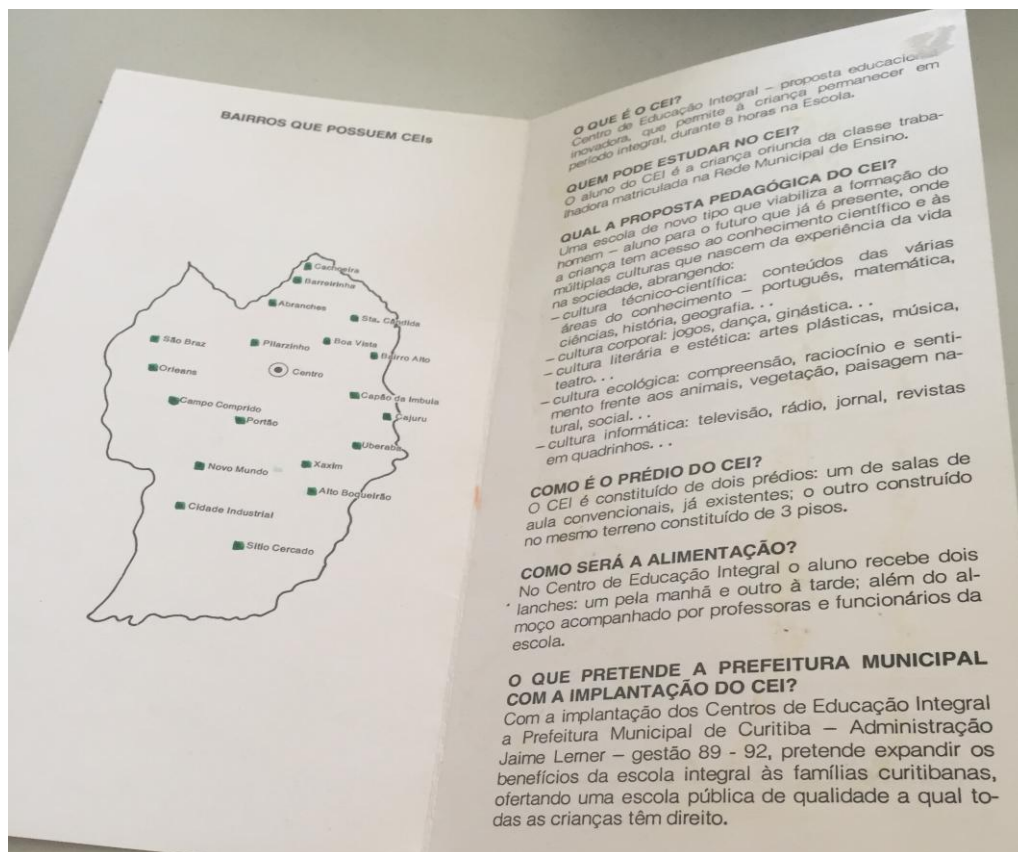 BAIRROS QUE POSSUEM CEIs
Cachoeira
Barreirinha
Abranches
Sta. Cândida
São Braz
Pilarzinho
Boa Vista
Bairro Alto
Orleans
Centro
Campo Comprido
Capão da Imbuia
Portão
Cajuru
Uberaba
Novo Mundo
Xaxim
Alto Boqueirão
Cidade Industrial
Sítio Cercado
O QUE É O CEI?
Centro de Educação Integral – proposta educacional
inovadora, que permite à criança permanecer em
período integral, durante 8 horas na Escola.
QUEM PODE ESTUDAR NO CEI?
O aluno do CEI é a criança oriunda da classe traba-
lhadora matriculada na Rede Municipal de Ensino.
QUAL A PROPOSTA PEDAGÓGICA DO CEI?
Uma escola de novo tipo que viabiliza a formação do
homem – aluno para o futuro que já é presente, onde
a criança tem acesso ao conhecimento científico e às
múltiplas culturas que nascem da experiência da vida
na sociedade, abrangendo:
– cultura técnico-científica: conteúdos das várias
áreas do conhecimento – português, matemática,
ciências, história, geografia. . .
– cultura corporal: jogos, dança, ginástica. . .
– cultura literária e estética: artes plásticas, música,
teatro. . .
– cultura ecológica: compreensão, raciocínio e senti-
mento frente aos animais, vegetação, paisagem na-
tural, social. . .
– cultura informática: televisão, rádio, jornal, revistas
em quadrinhos. . .
COMO É O PRÉDIO DO CEI?
O CEI é constituído de dois prédios: um de salas de
aula convencionais, já existentes; o outro construído
no mesmo terreno constituído de 3 pisos.
COMO SERÁ A ALIMENTAÇÃO?
No Centro de Educação Integral o aluno recebe dois
lanches: um pela manhã e outro à tarde; além do al-
moço acompanhado por professoras e funcionários da
escola.
O QUE PRETENDE A PREFEITURA MUNICIPAL
COM A IMPLANTAÇÃO DO CEI?
Com a implantação dos Centros de Educação Integral
a Prefeitura Municipal de Curitiba – Administração
Jaime Lerner – gestão 89 - 92, pretende expandir os
benefícios da escola integral às famílias curitibanas,
ofertando uma escola pública de qualidade a qual to-
das as crianças têm direito.